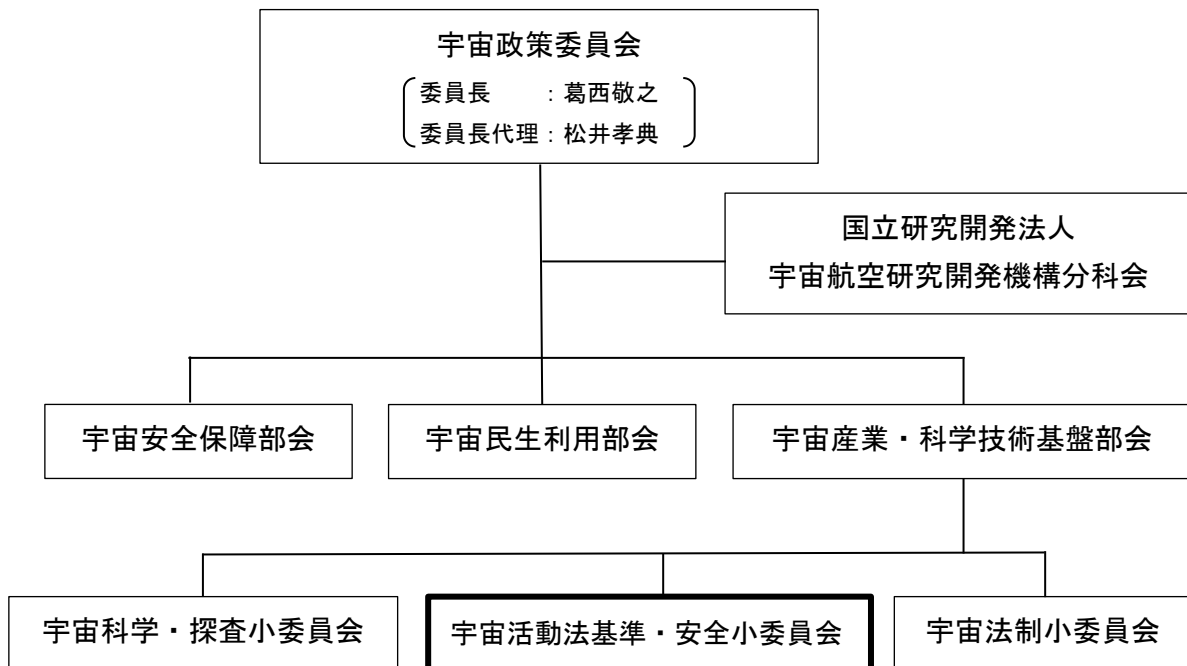 宇宙政策委員会
委員長　　：葛西敬之
委員長代理：松井孝典
国立研究開発法人
宇宙航空研究開発機構分科会
宇宙安全保障部会
宇宙民生利用部会
宇宙産業・科学技術基盤部会
宇宙科学・探査小委員会
宇宙活動法基準・安全小委員会
宇宙法制小委員会